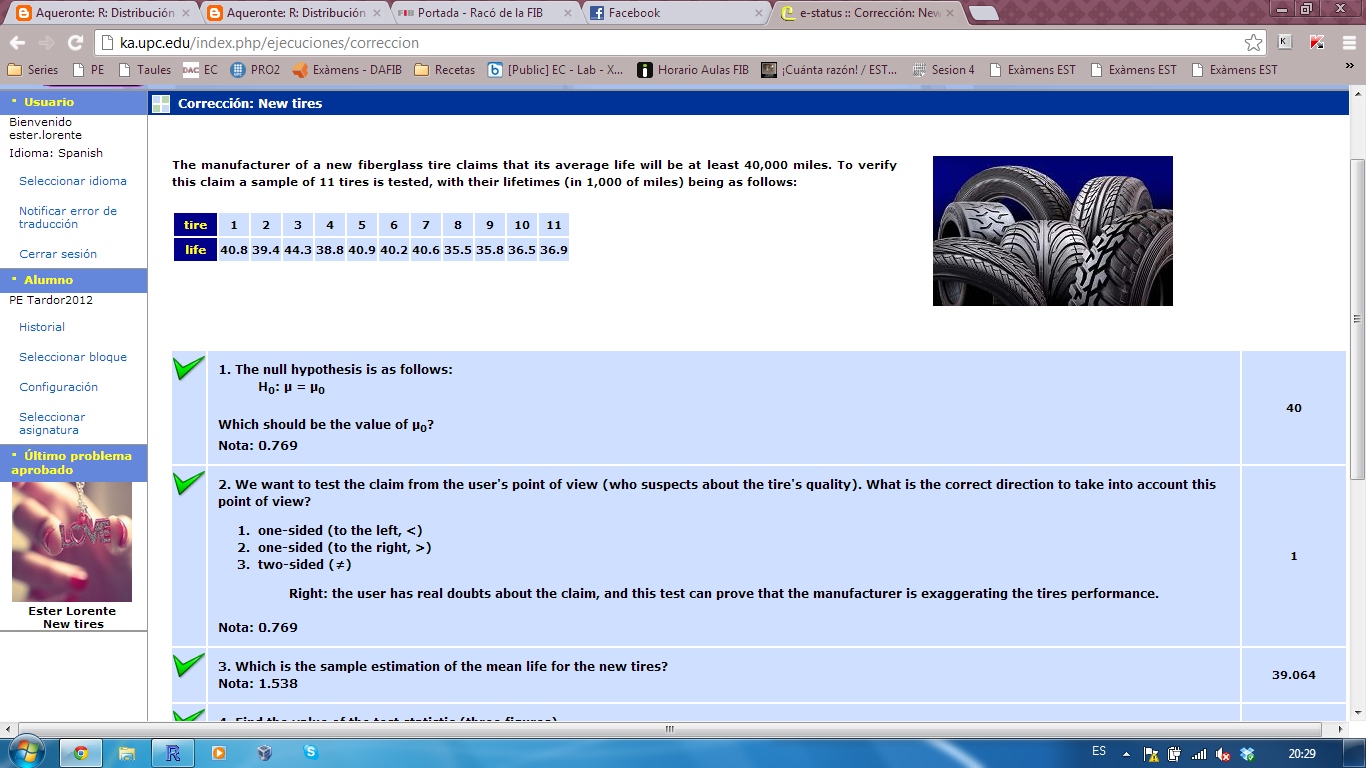 Aqueronte: R: Distribución
Aqueronte: R: Distribución
Portada - Racó de la FIB
Facebook
e-status :: Corrección: New
ka.upc.edu/index.php/ejecuciones/correccion
Series
PE
Taules
DAC EC
PRO2
Exàmens - DAFIB
Recetas
[Public] EC - Lab - X...
Horario Aulas FIB
¡Cuánta razón! / EST...
Sesion 4
Exàmens EST
Exàmens EST
Exàmens EST
»
Usuario
Bienvenido
ester.lorente
Idioma: Spanish
Seleccionar idioma
Notificar error de
traducción
Cerrar sesión
Alumno
PE Tardor2012
Historial
Seleccionar bloque
Configuración
Seleccionar
asignatura
Último problema
aprobado
LOVE
Ester Lorente
New tires
Corrección: New tires
The manufacturer of a new fiberglass tire claims that its average life will be at least 40,000 miles. To verify
this claim a sample of 11 tires is tested, with their lifetimes (in 1,000 of miles) being as follows:
tire 1 2 3 4 5 6 7 8 9 10 11
life 40.8 39.4 44.3 38.8 40.9 40.2 40.6 35.5 35.8 36.5 36.9
1. The null hypothesis is as follows:
H0: μ = μ0
Which should be the value of μ0?
Nota: 0.769
40
2. We want to test the claim from the user's point of view (who suspects about the tire's quality). What is the correct direction to take into account this
point of view?
1. one-sided (to the left, <)
2. one-sided (to the right, >)
3. two-sided (≠)
Right: the user has real doubts about the claim, and this test can prove that the manufacturer is exaggerating the tires performance.
Nota: 0.769
1
3. Which is the sample estimation of the mean life for the new tires?
Nota: 1.538
39.064
4. Find the value of the test statistic (three figures)
ES
20:29